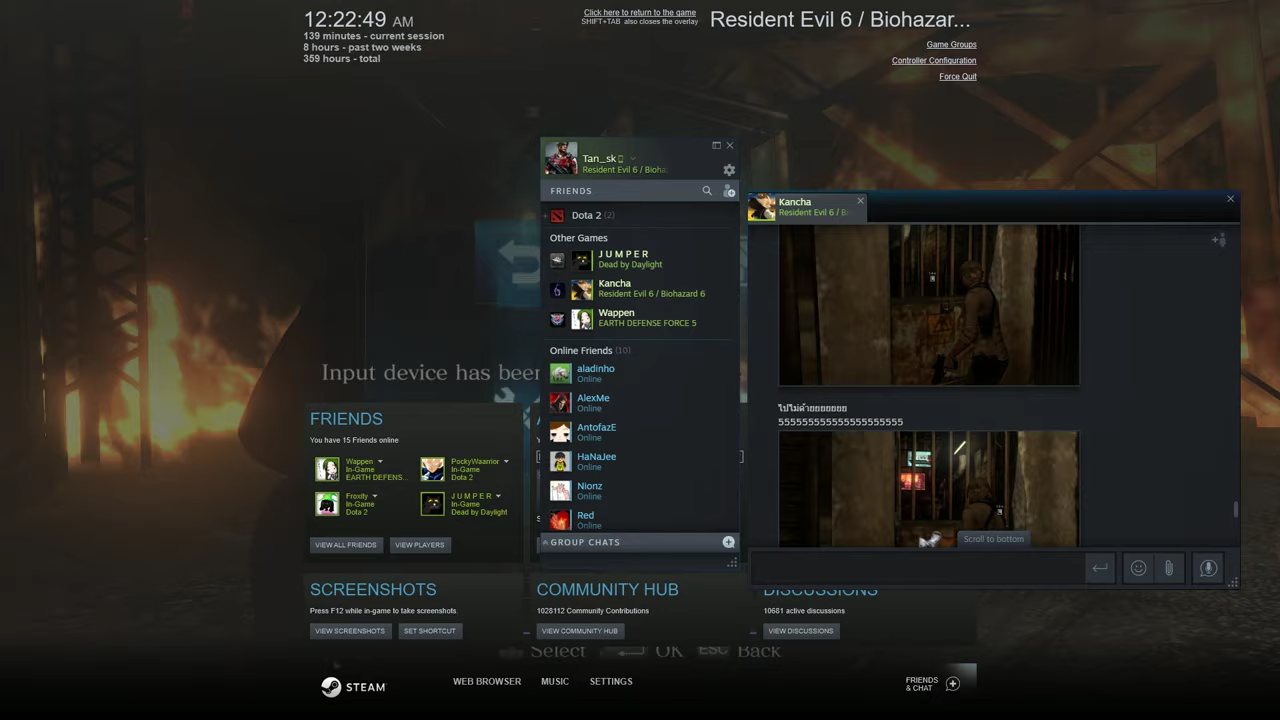 12:22:49 AM
139 minutes - current session
8 hours - past two weeks
359 hours - total
Click here to return to the game
SHIFT+TAB also closes the overlay
Resident Evil 6 / Biohazar...
Game Groups
Controller Configuration
Force Quit
Tan_sk
Resident Evil 6 / Bioha
FRIENDS
Dota 2 (2)
Other Games
J U M P E R
Dead by Daylight
Kancha
Resident Evil 6 / Biohazard 6
Wappen
EARTH DEFENSE FORCE 5
Online Friends (10)
aladinho
Online
AlexMe
Online
AntofazE
Online
HaNaJee
Online
Nionz
Online
Red
Online
GROUP CHATS
Kancha
Resident Evil 6 / B
ไปไม่ด้ายยยยยยย
55555555555555555555555
Scroll to bottom
Input device has been
FRIENDS
You have 15 Friends online
Wappen
In-Game
EARTH DEFENS...
PockyWaarrior
In-Game
Dota 2
Froxity
In-Game
Dota 2
J U M P E R
In-Game
Dead by Daylight
VIEW ALL FRIENDS
VIEW PLAYERS
SCREENSHOTS
Press F12 while in-game to take screenshots.
VIEW SCREENSHOTS
SET SHORTCUT
COMMUNITY HUB
1028112 Community Contributions
VIEW COMMUNITY HUB
DISCUSSIONS
10681 active discussions
VIEW DISCUSSIONS
Select OK ESC Back
STEAM
WEB BROWSER
MUSIC
SETTINGS
FRIENDS
& CHAT